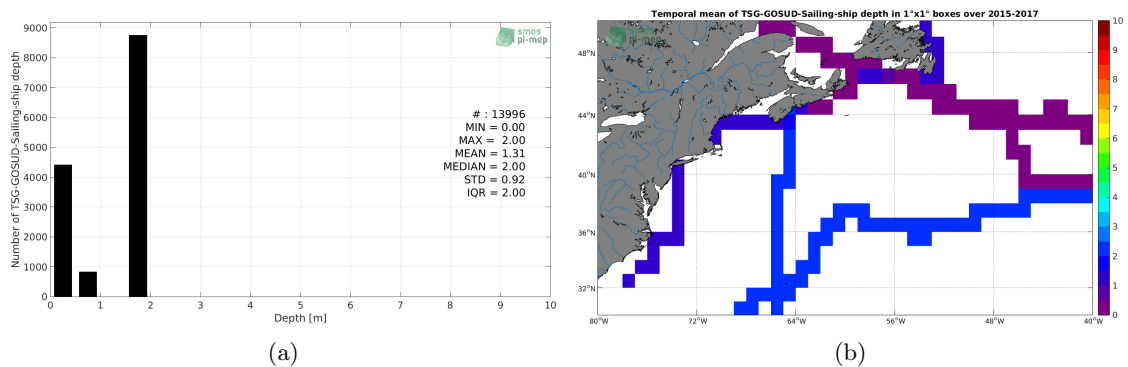 smos
pi-mep
9000
8000
7000
6000
5000
4000
3000
2000
1000
0
Number of TSG-GOSUD-Sailing-ship depth
# : 13996
MIN = 0.00
MAX = 2.00
MEAN = 1.31
MEDIAN = 2.00
STD = 0.92
IQR = 2.00
0 1 2 3 4 5 6 7 8 9 10
Depth [m]
(a)
Temporal mean of TSG-GOSUD-Sailing-ship depth in 1°x1° boxes over 2015-2017
smos
pi-mep
48°N
44°N
40°N
36°N
32°N
80°W 72°W 64°W 56°W 48°W 40°W
10
9
8
7
6
5
4
3
2
1
0
(b)